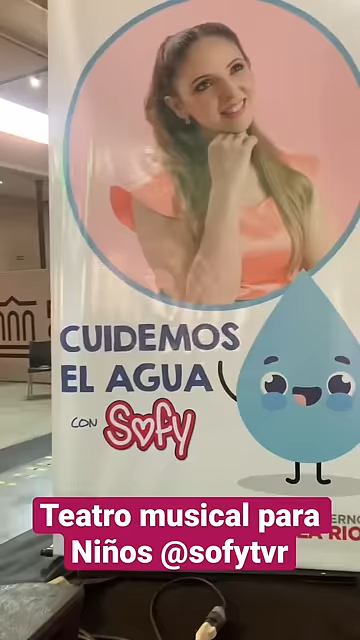 CUIDEMOS
EL AGUA
CON Sofy
Teatro musical para
Niños @sofytvr